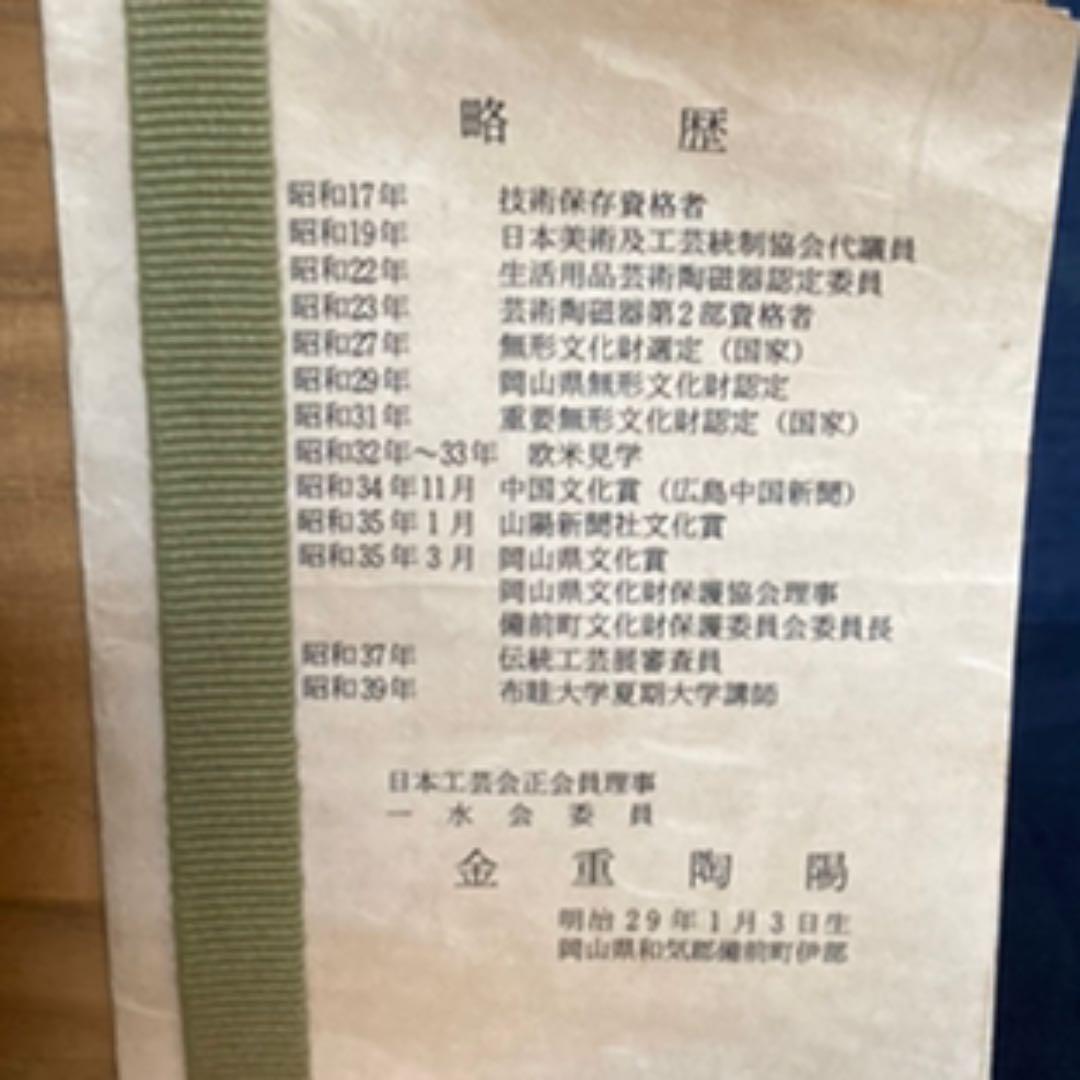 略歴
昭和17年 技術保存資格者
昭和19年 日本美術及工芸統制協会代議員
昭和22年 生活用品芸術陶磁器認定委員
昭和23年 芸術陶磁器第2部資格者
昭和27年 無形文化財選定（国家）
昭和29年 岡山県無形文化財認定
昭和31年 重要無形文化財認定（国家）
昭和32年～33年 欧米見学
昭和34年11月 中国文化賞（広島中国新聞）
昭和35年1月 山陽新聞社文化賞
昭和35年3月 岡山県文化賞
岡山県文化財保護協会理事
備前町文化財保護委員会委員長
昭和37年 伝統工芸展審査員
昭和39年 布哇大学夏期大学講師
日本工芸会正会員理事
一水会委員
金重陶陽
明治29年1月3日生
岡山県和気郡備前町伊部